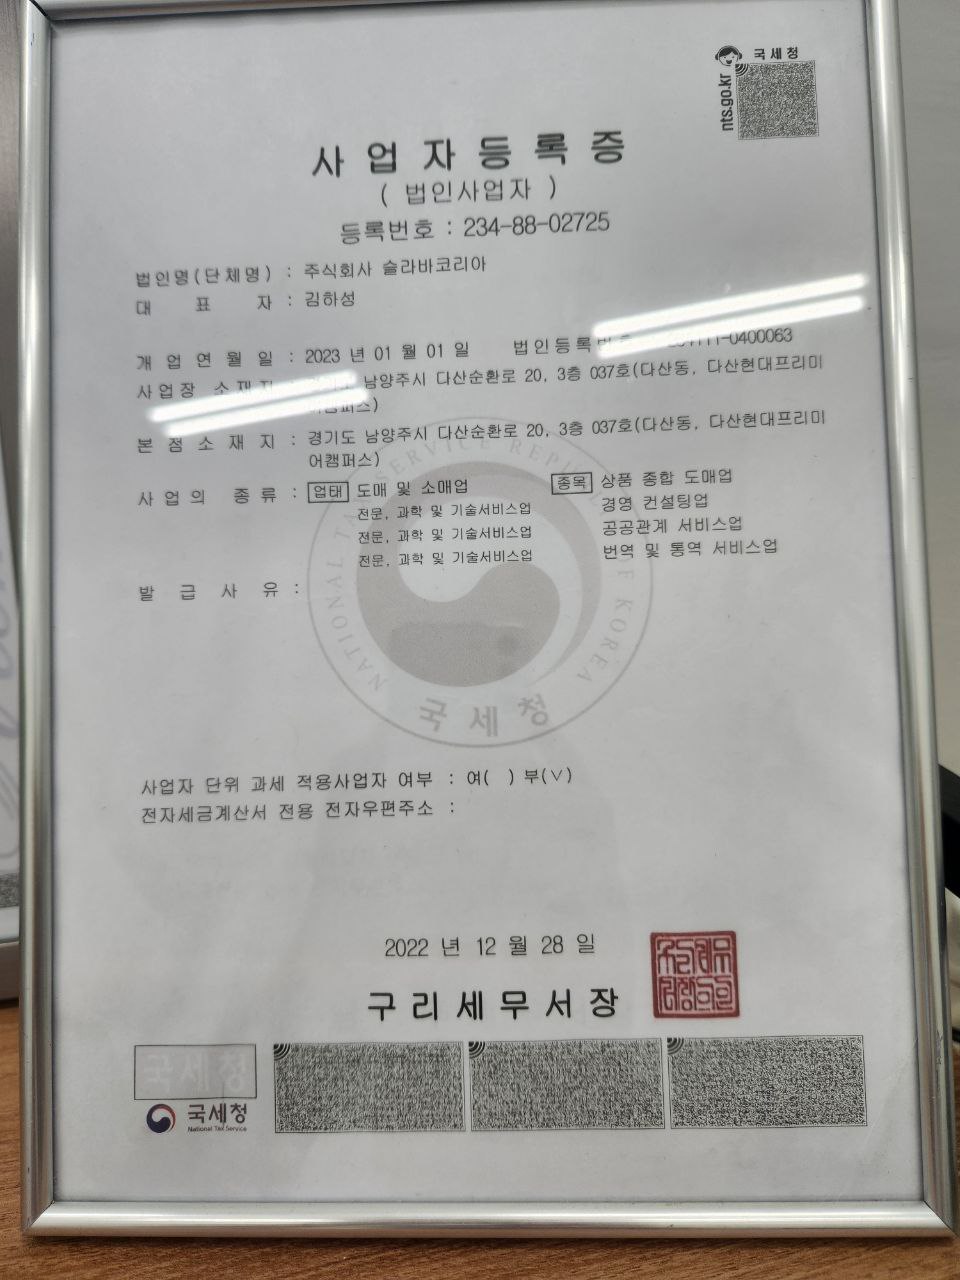 국세청
nts.go.kr
사업자등록증
( 법인사업자 )
등록번호 : 234-88-02725
법인명(단체명) : 주식회사 슬라바코리아
대 표 자 : 김하성
개 업 연 월 일 : 2023 년 01 월 01 일 법인등록번호 0400063
사업장 소재지 : 경기도 남양주시 다산순환로 20, 3층 037호(다산동, 다산현대프리미
어캠퍼스)
본 점 소 재 지 : 경기도 남양주시 다산순환로 20, 3층 037호(다산동, 다산현대프리미
어캠퍼스)
사업의 종류 : 업태 도매 및 소매업 종목 상품 종합 도매업
전문, 과학 및 기술서비스업 경영 컨설팅업
전문, 과학 및 기술서비스업 공공관계 서비스업
전문, 과학 및 기술서비스업 번역 및 통역 서비스업
발 급 사 유 :
NATIONAL TAX SERVICE REPUBLIC OF KOREA
국세청
사업자 단위 과세 적용사업자 여부 : 여( ) 부(∨)
전자세금계산서 전용 전자우편주소 :
2022 년 12 월 28 일
구리세무서장
국세청
국세청
National Tax Service